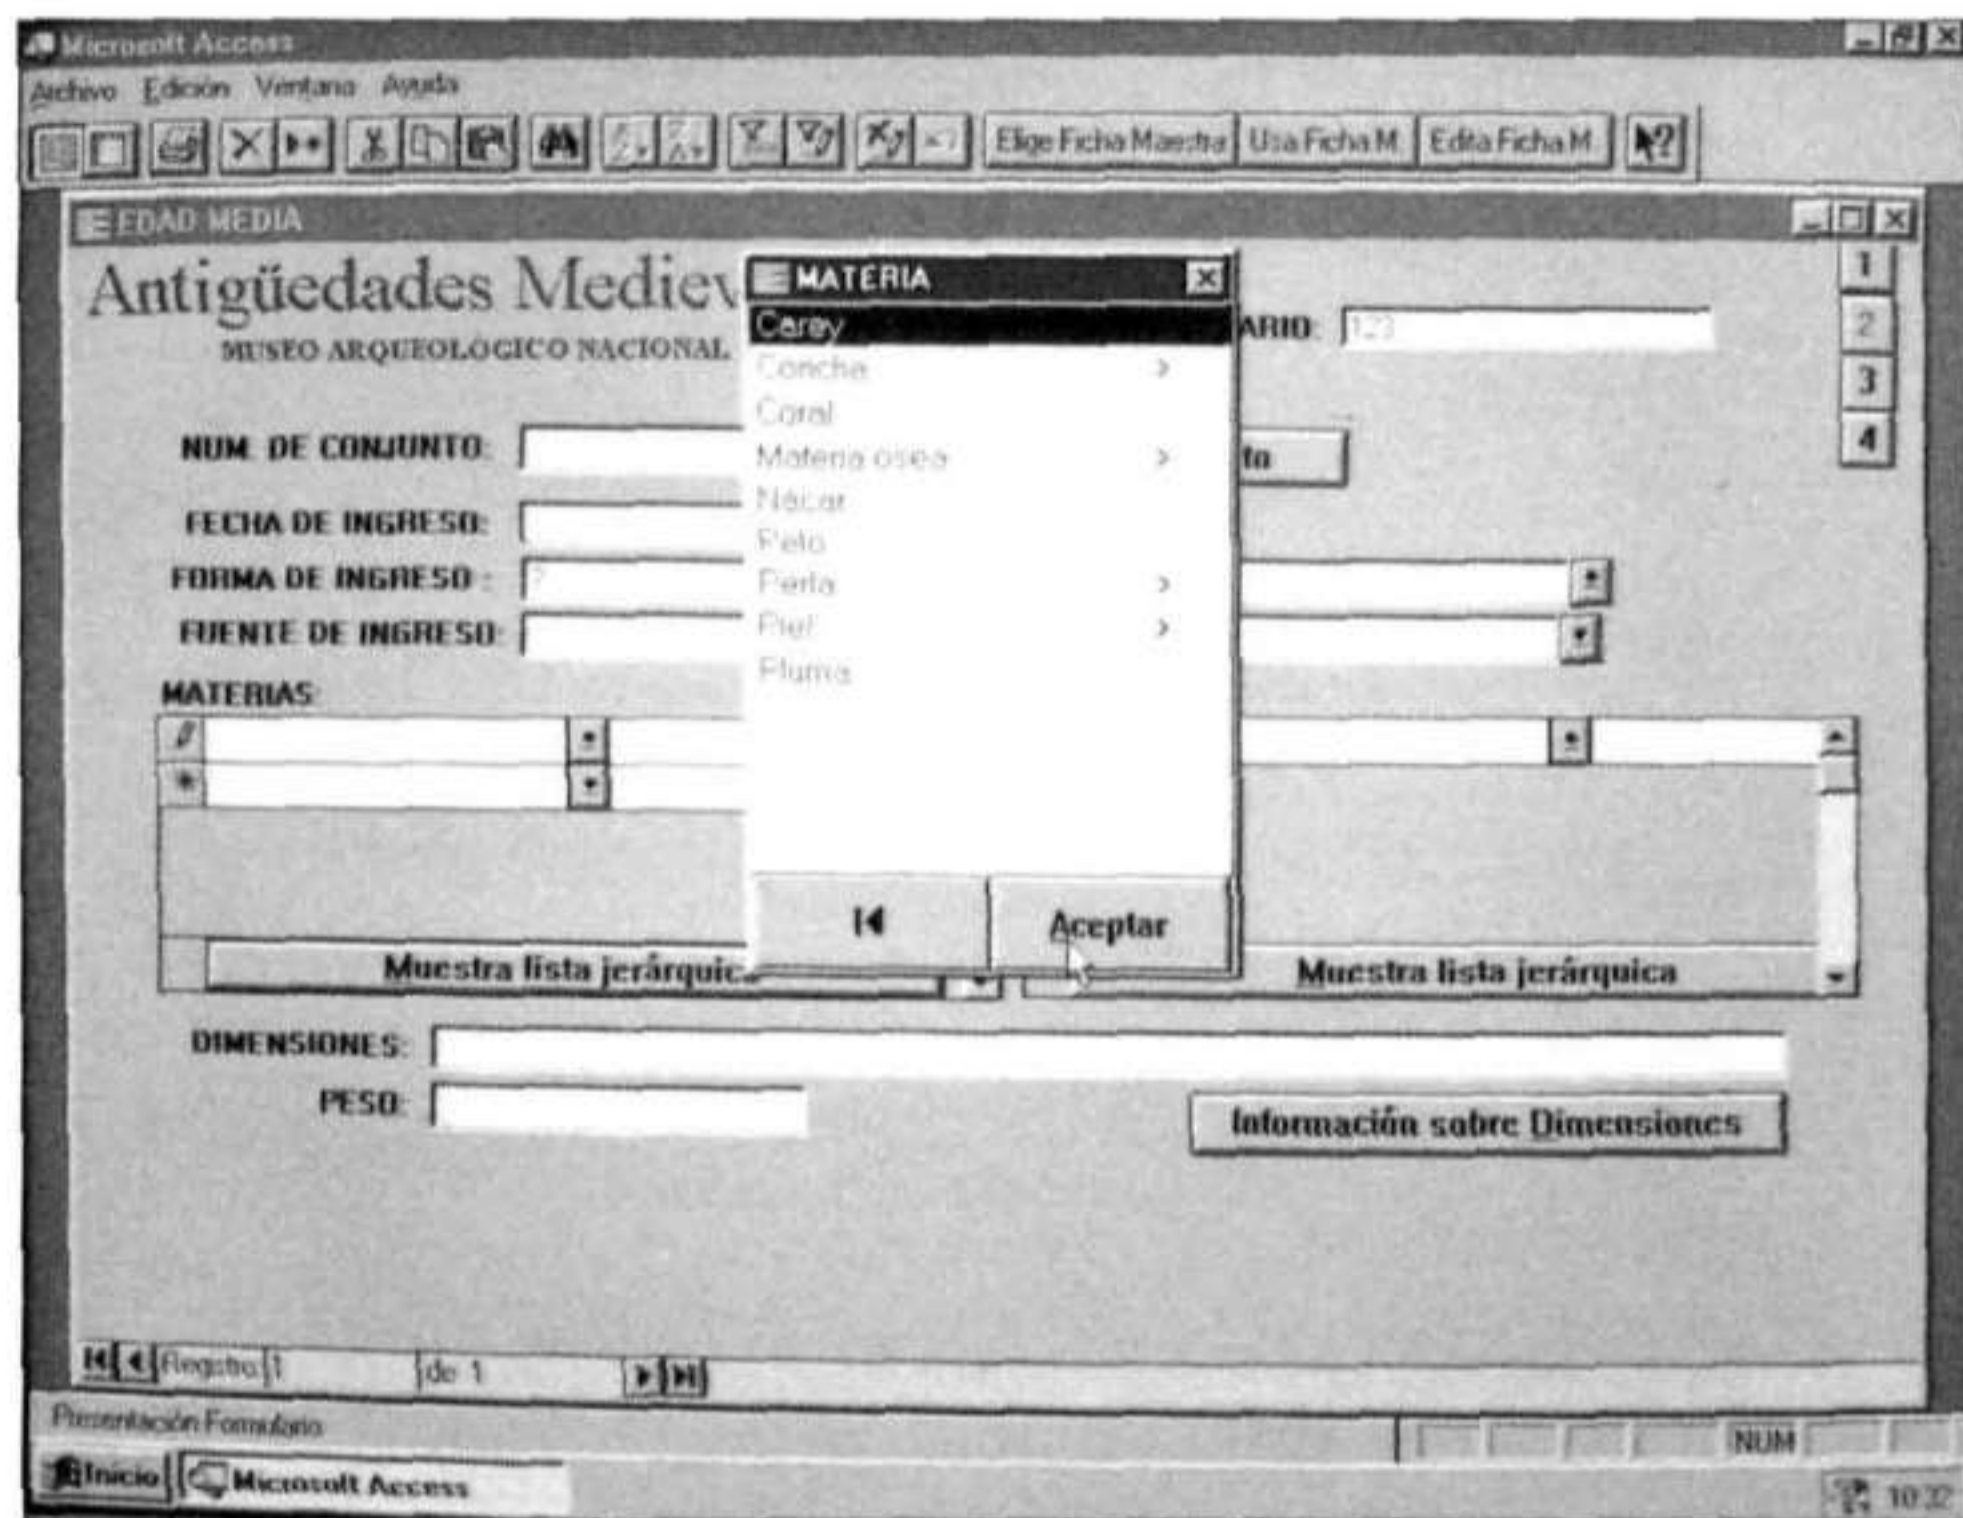 Microsoft Access
Archivo Edición Ventana Ayuda
Elige Ficha Maestra Usa Ficha M. Edita Ficha M.
EDAD MEDIA
Antigüedades Mediev
MUSEO ARQUEOLOGICO NACIONAL
MATERIA
Carey
Concha >
Coral
Materia osea >
Nácar
Pelo
Perla >
Piel >
Pluma
Aceptar
ARIO: 123
1
2
3
4
NUM. DE CONJUNTO:
to
FECHA DE INGRESO:
FORMA DE INGRESO :
FUENTE DE INGRESO:
MATERIAS:
Muestra lista jerárquica
Muestra lista jerárquica
DIMENSIONES:
PESO:
Información sobre Dimensiones
Registro: 1 de 1
Presentación Formulario
NUM
Inicio Microsoft Access
10:32